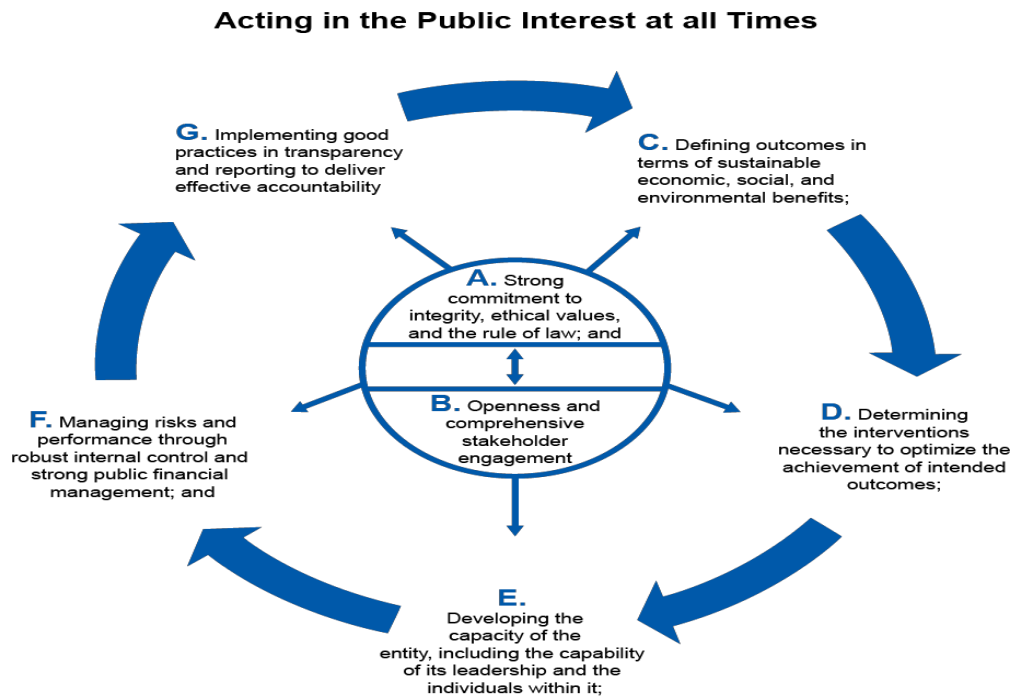 Acting in the Public Interest at all Times
A. Strong
commitment to
integrity, ethical values,
and the rule of law; and
B. Openness and
comprehensive
stakeholder
engagement
C. Defining outcomes in
terms of sustainable
economic, social, and
environmental benefits;
D. Determining
the interventions
necessary to optimize the
achievement of intended
outcomes;
E.
Developing the
capacity of the
entity, including the capability
of its leadership and the
individuals within it;
F. Managing risks and
performance through
robust internal control and
strong public financial
management; and
G. Implementing good
practices in transparency
and reporting to deliver
effective accountability